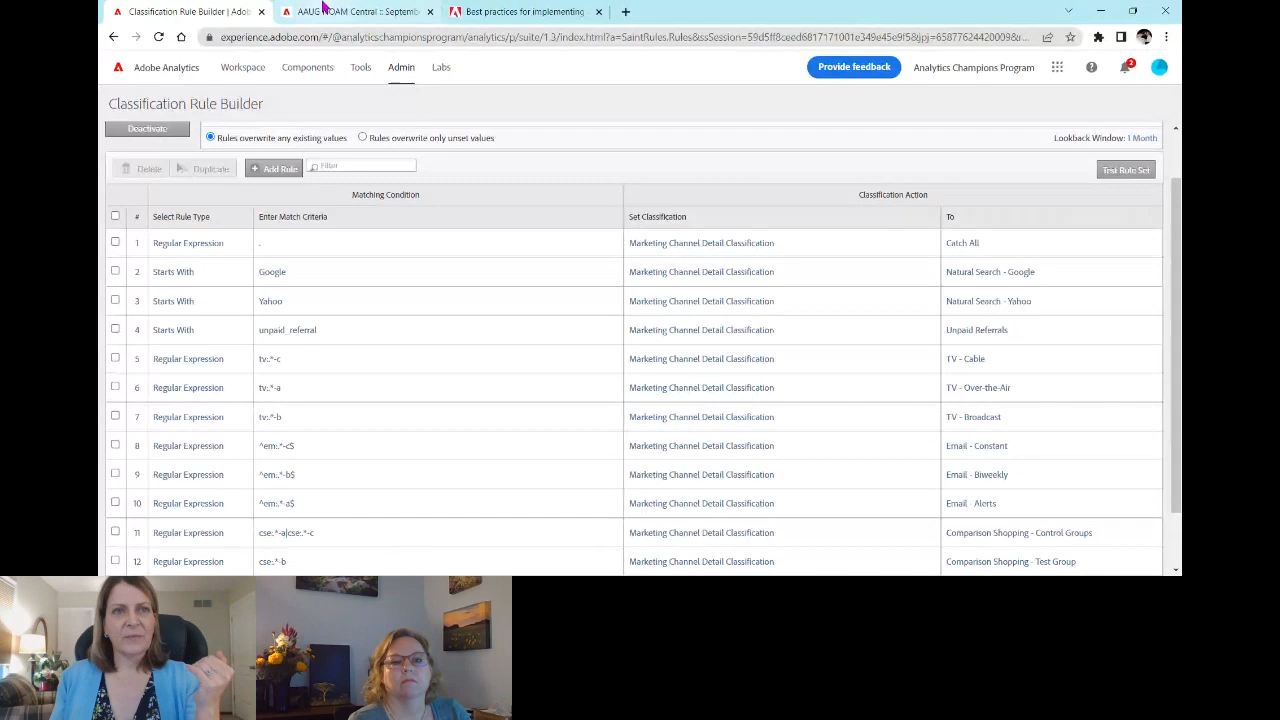 Classification Rule Builder | Adob
AAUG NOAM Central :: Septemb
Best practices for implementing
experience.adobe.com/#/@analyticschampionsprogram/analytics/p/suite/1.3/index.html?a=SaintRules.Rules&ssSession=59d5ff8ceed6817171001e349e45e9f5&jpj=65877624420009&r...
Adobe Analytics Workspace Components Tools Admin Labs Provide feedback Analytics Champions Program 2
Classification Rule Builder
Deactivate Rules overwrite any existing values Rules overwrite only unset values Lookback Window: 1 Month
Delete Duplicate + Add Rule Filter Test Rule Set
Matching Condition Classification Action
# Select Rule Type Enter Match Criteria Set Classification To
1 Regular Expression . Marketing Channel Detail Classification Catch All
2 Starts With Google Marketing Channel Detail Classification Natural Search - Google
3 Starts With Yahoo Marketing Channel Detail Classification Natural Search - Yahoo
4 Starts With unpaid_referral Marketing Channel Detail Classification Unpaid Referrals
5 Regular Expression tv:.*-c Marketing Channel Detail Classification TV - Cable
6 Regular Expression tv:.*-a Marketing Channel Detail Classification TV - Over-the-Air
7 Regular Expression tv:.*-b Marketing Channel Detail Classification TV - Broadcast
8 Regular Expression ^em:.*-c$ Marketing Channel Detail Classification Email - Constant
9 Regular Expression ^em:.*-b$ Marketing Channel Detail Classification Email - Biweekly
10 Regular Expression ^em:.*-a$ Marketing Channel Detail Classification Email - Alerts
11 Regular Expression cse:.*-a|cse:.*-c Marketing Channel Detail Classification Comparison Shopping - Control Groups
12 Regular Expression cse:.*-b Marketing Channel Detail Classification Comparison Shopping - Test Group